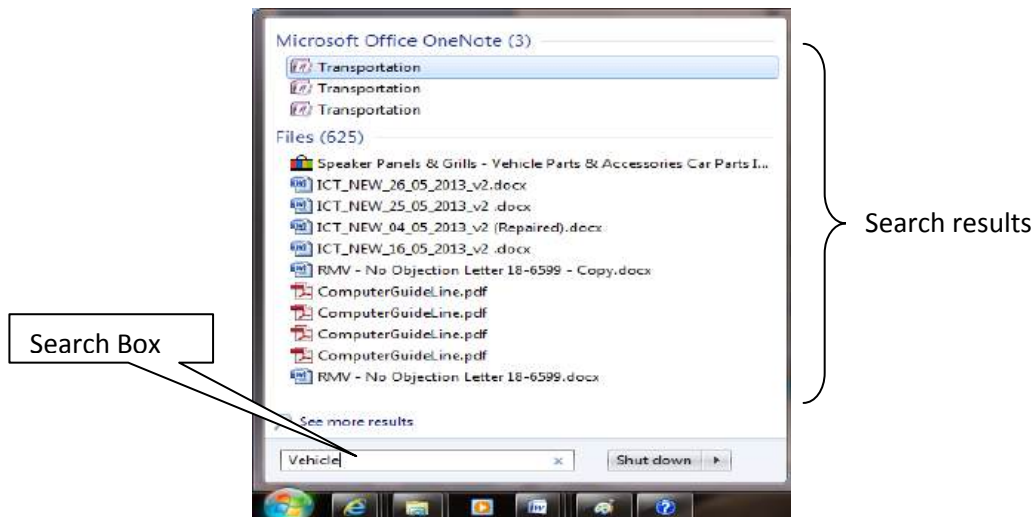 Microsoft Office OneNote (3)
Transportation
Transportation
Transportation
Files (625)
Speaker Panels & Grills - Vehicle Parts & Accessories Car Parts I...
ICT_NEW_26_05_2013_v2.docx
ICT_NEW_25_05_2013_v2 .docx
ICT_NEW_04_05_2013_v2 (Repaired).docx
ICT_NEW_16_05_2013_v2 .docx
RMV - No Objection Letter 18-6599 - Copy.docx
ComputerGuideLine.pdf
ComputerGuideLine.pdf
ComputerGuideLine.pdf
ComputerGuideLine.pdf
RMV - No Objection Letter 18-6599.docx
See more results
Vehicle
Shut down
Search Box
Search results